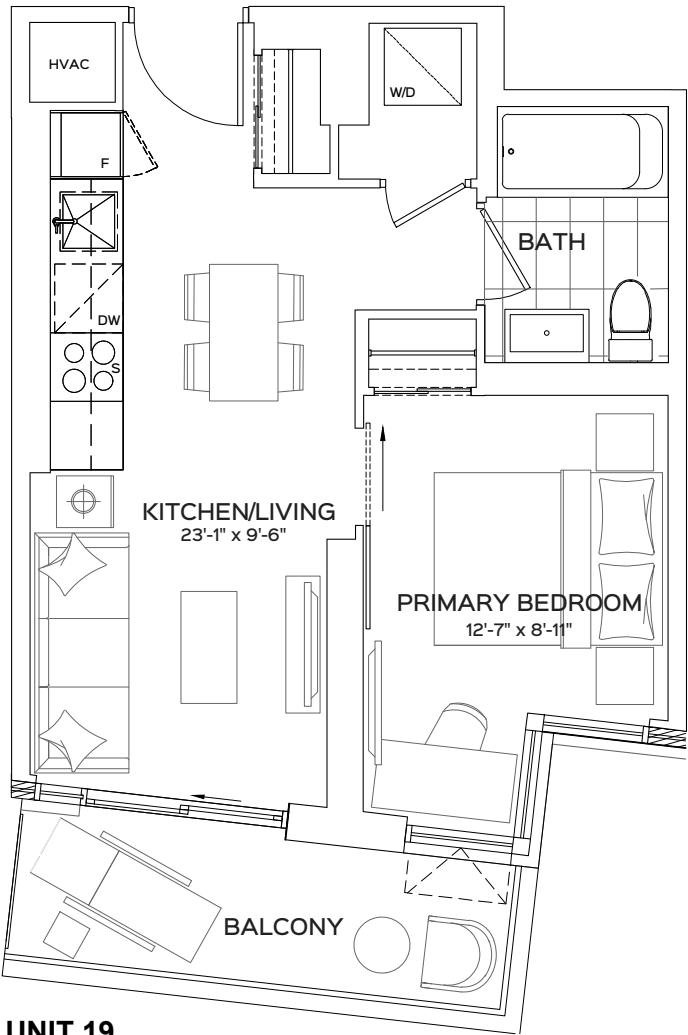 HVAC
W/D
F
BATH
DW
S
KITCHEN/LIVING
23'-1" x 9'-6"
PRIMARY BEDROOM
12'-7" x 8'-11"
BALCONY
UNIT 19